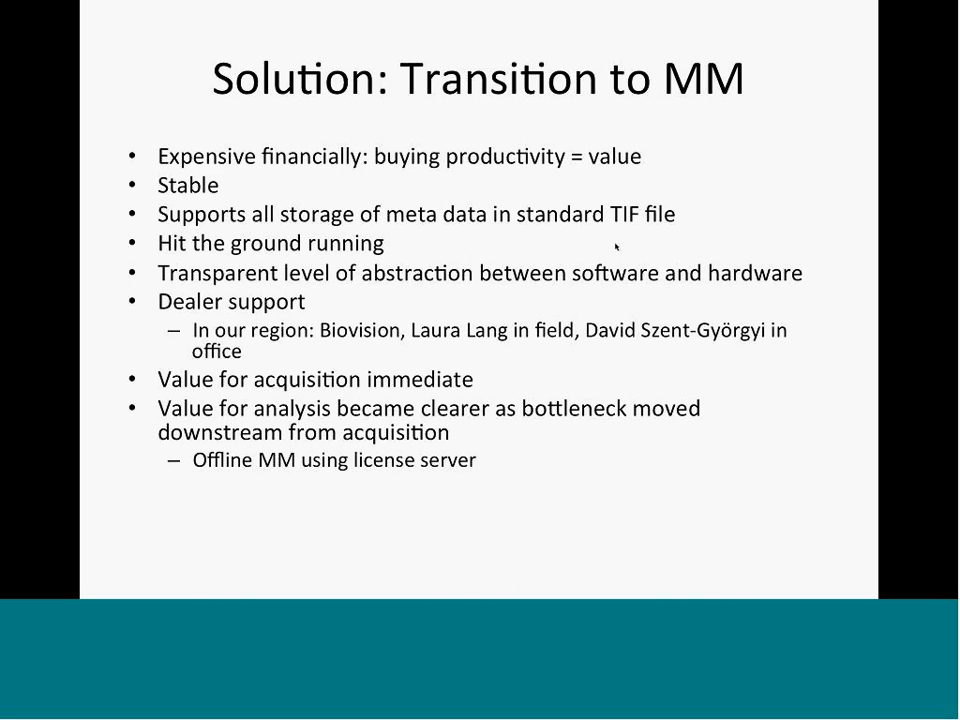 Solution: Transition to MM
• Expensive financially: buying productivity = value
• Stable
• Supports all storage of meta data in standard TIF file
• Hit the ground running
• Transparent level of abstraction between software and hardware
• Dealer support
– In our region: Biovision, Laura Lang in field, David Szent-Györgyi in
office
• Value for acquisition immediate
• Value for analysis became clearer as bottleneck moved
downstream from acquisition
– Offline MM using license server